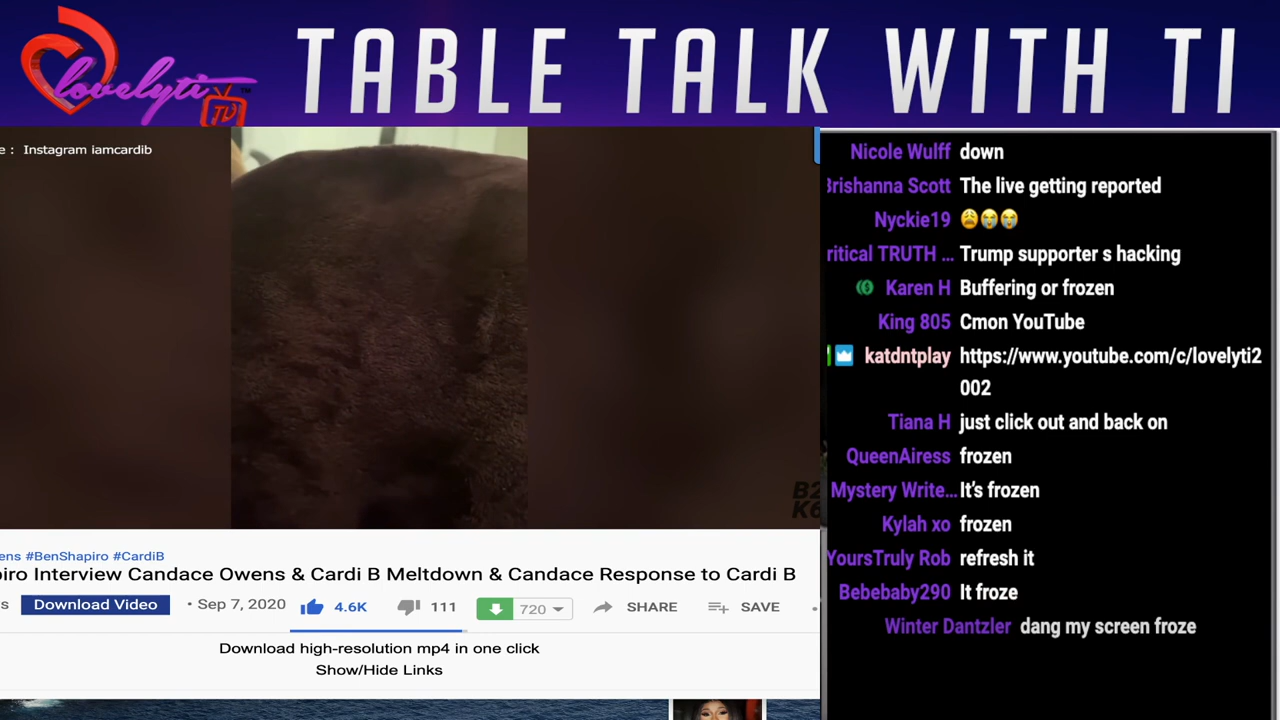 lovelyti TV™
TABLE TALK WITH TI
e : Instagram iamcardib
Nicole Wulff down
Brishanna Scott The live getting reported
Nyckie19 😩😭😭
ritical TRUTH ... Trump supporter s hacking
Karen H Buffering or frozen
King 805 Cmon YouTube
katdntplay https://www.youtube.com/c/lovelyti2
002
Tiana H just click out and back on
QueenAiress frozen
Mystery Write... It's frozen
Kylah xo frozen
YoursTruly Rob refresh it
Bebebaby290 It froze
Winter Dantzler dang my screen froze
ens #BenShapiro #CardiB
piro Interview Candace Owens & Cardi B Meltdown & Candace Response to Cardi B
s Download Video • Sep 7, 2020 4.6K 111 720 SHARE SAVE
Download high-resolution mp4 in one click
Show/Hide Links